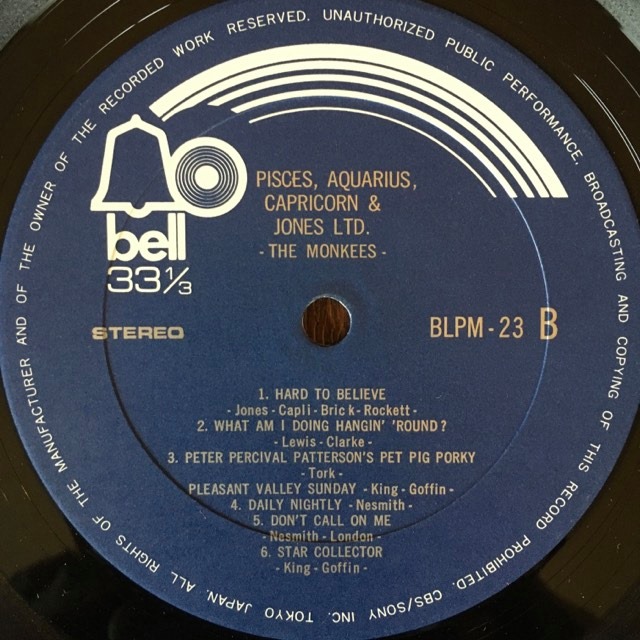 ALL RIGHTS OF THE MANUFACTURER AND OF THE OWNER OF THE RECORDED WORK RESERVED. UNAUTHORIZED PUBLIC PERFORMANCE, BROADCASTING AND COPYING OF THIS RECORD PROHIBITED. CBS/SONY INC. TOKYO JAPAN.
bell
33 1/3
STEREO
PISCES, AQUARIUS,
CAPRICORN &
JONES LTD.
- THE MONKEES -
BLPM - 23 B
1. HARD TO BELIEVE
- Jones - Capli - Brick - Rockett -
2. WHAT AM I DOING HANGIN' 'ROUND?
- Lewis - Clarke -
3. PETER PERCIVAL PATTERSON'S PET PIG PORKY
- Tork -
PLEASANT VALLEY SUNDAY - King - Goffin -
4. DAILY NIGHTLY - Nesmith -
5. DON'T CALL ON ME
- Nesmith - London -
6. STAR COLLECTOR
- King - Goffin -